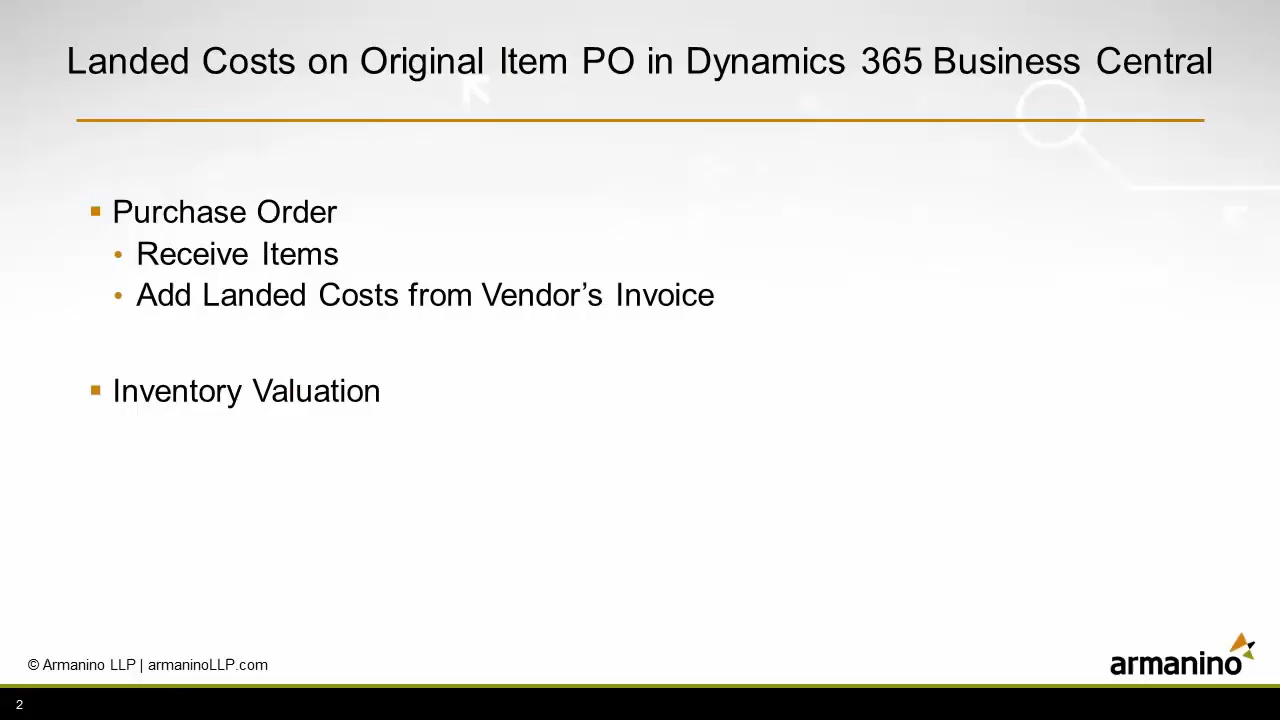 Landed Costs on Original Item PO in Dynamics 365 Business Central
▪ Purchase Order
• Receive Items
• Add Landed Costs from Vendor’s Invoice
▪ Inventory Valuation
© Armanino LLP | armaninoLLP.com
armanino
2